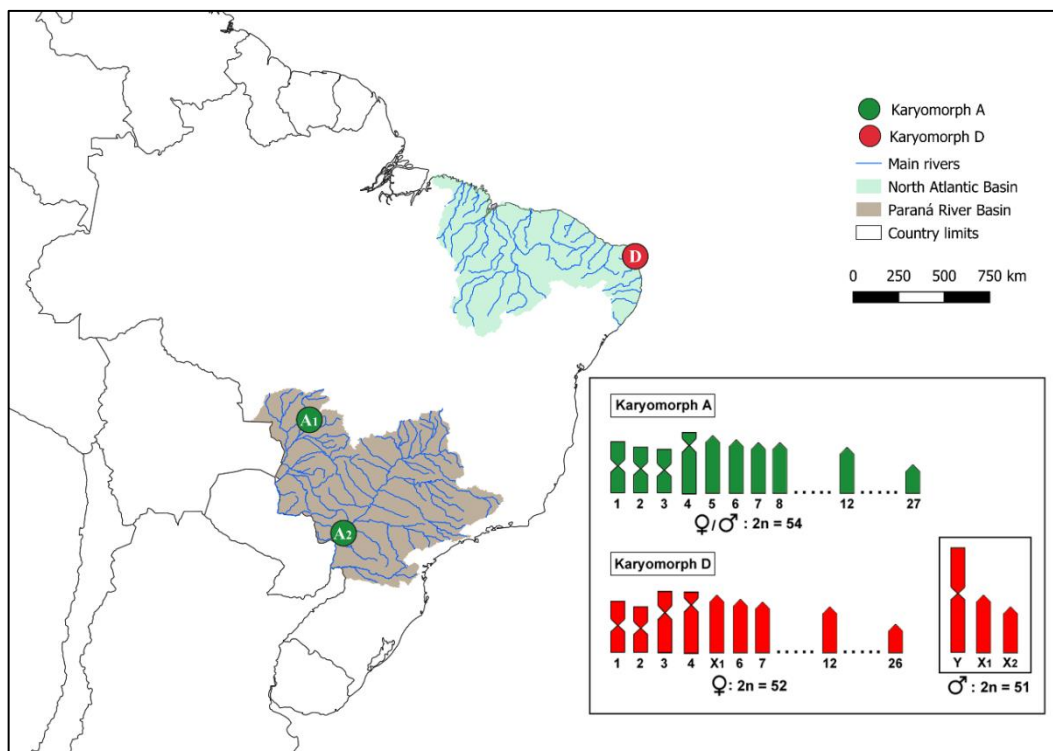 Karyomorph A
Karyomorph D
Main rivers
North Atlantic Basin
Paraná River Basin
Country limits
0 250 500 750 km
D
A1
A2
Karyomorph A
1 2 3 4 5 6 7 8 ..... 12 ..... 27
♀/♂ : 2n = 54
Karyomorph D
1 2 3 4 X1 6 7 ..... 12 ..... 26
♀: 2n = 52
Y X1 X2
♂: 2n = 51